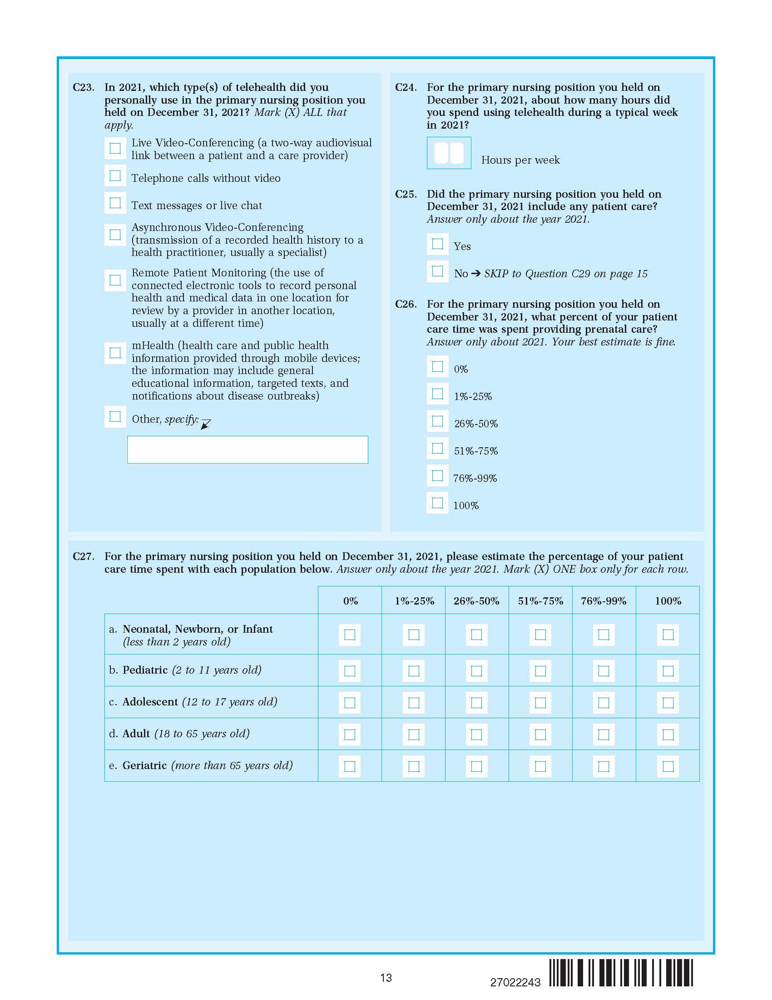 C23. In 2021, which type(s) of telehealth did you
personally use in the primary nursing position you
held on December 31, 2021? Mark (X) ALL that
apply.
Live Video-Conferencing (a two-way audiovisual
link between a patient and a care provider)
Telephone calls without video
Text messages or live chat
Asynchronous Video-Conferencing
(transmission of a recorded health history to a
health practitioner, usually a specialist)
Remote Patient Monitoring (the use of
connected electronic tools to record personal
health and medical data in one location for
review by a provider in another location,
usually at a different time)
mHealth (health care and public health
information provided through mobile devices;
the information may include general
educational information, targeted texts, and
notifications about disease outbreaks)
Other, specify:
C24. For the primary nursing position you held on
December 31, 2021, about how many hours did
you spend using telehealth during a typical week
in 2021?
Hours per week
C25. Did the primary nursing position you held on
December 31, 2021 include any patient care?
Answer only about the year 2021.
Yes
No ➔ SKIP to Question C29 on page 15
C26. For the primary nursing position you held on
December 31, 2021, what percent of your patient
care time was spent providing prenatal care?
Answer only about 2021. Your best estimate is fine.
0%
1%-25%
26%-50%
51%-75%
76%-99%
100%
C27. For the primary nursing position you held on December 31, 2021, please estimate the percentage of your patient
care time spent with each population below. Answer only about the year 2021. Mark (X) ONE box only for each row.
0% 1%-25% 26%-50% 51%-75% 76%-99% 100%
a. Neonatal, Newborn, or Infant
(less than 2 years old)
b. Pediatric (2 to 11 years old)
c. Adolescent (12 to 17 years old)
d. Adult (18 to 65 years old)
e. Geriatric (more than 65 years old)
13
27022243